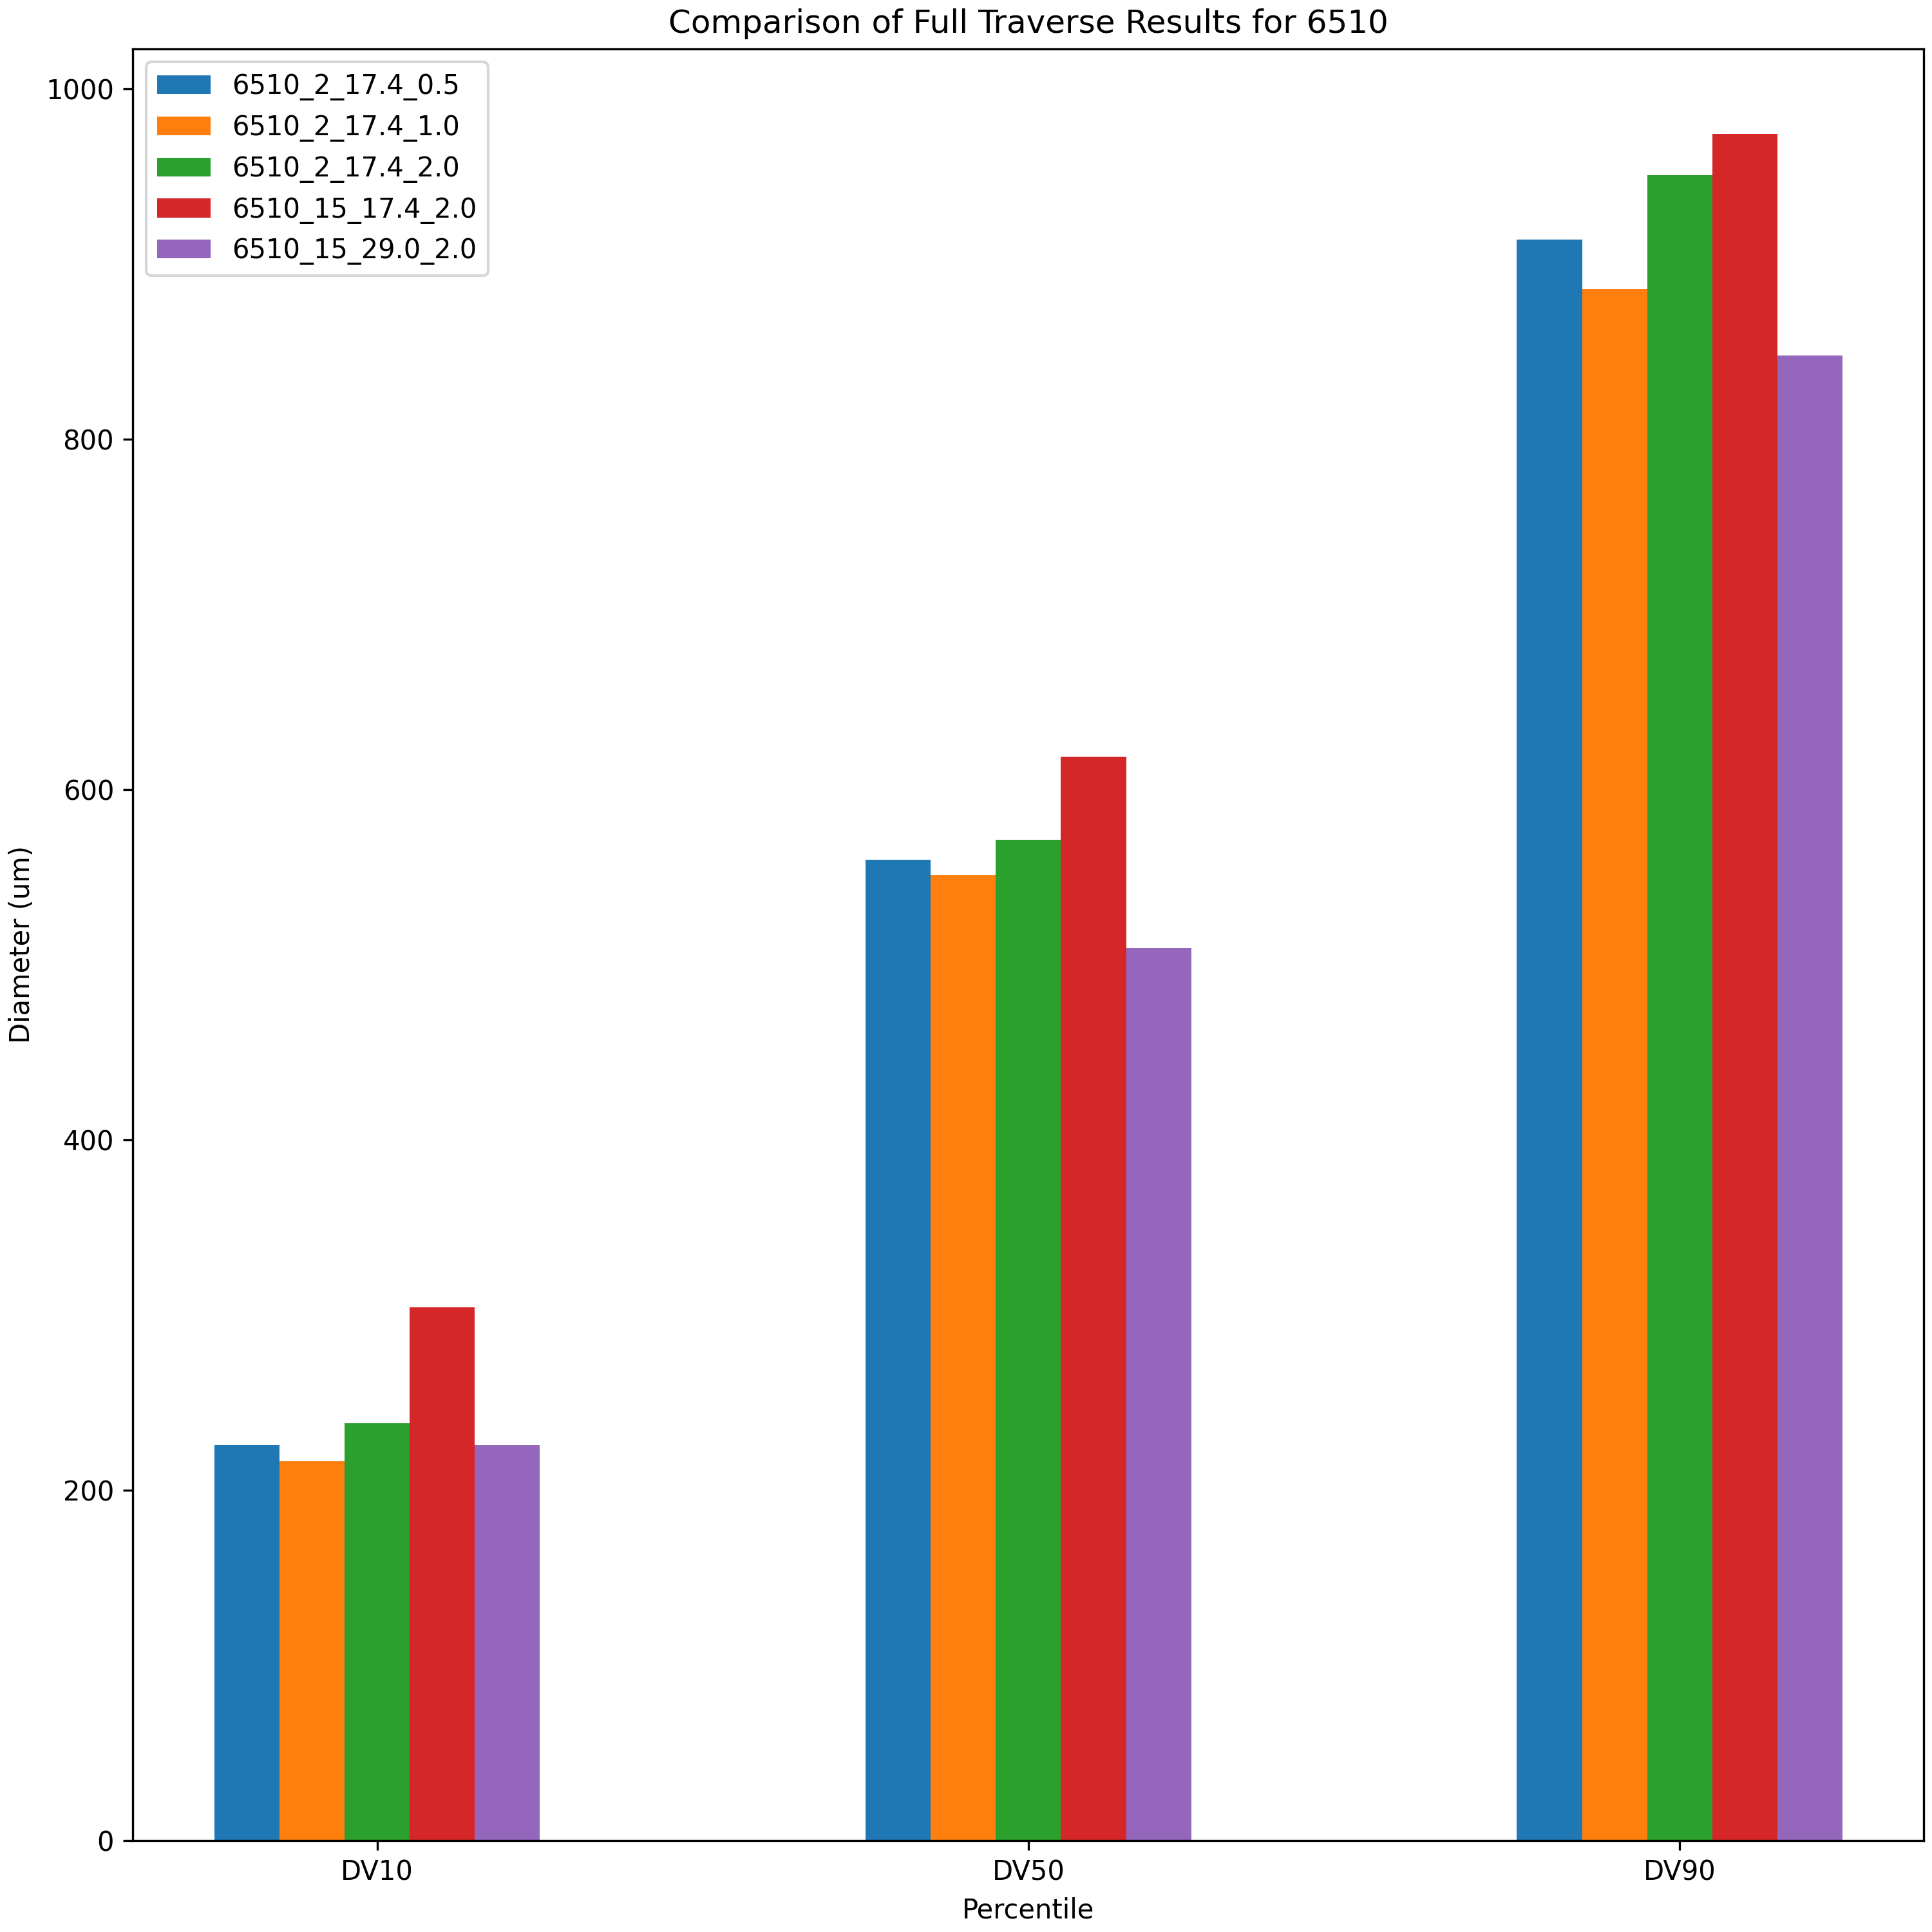 Comparison of Full Traverse Results for 6510
6510_2_17.4_0.5
6510_2_17.4_1.0
6510_2_17.4_2.0
6510_15_17.4_2.0
6510_15_29.0_2.0
1000
800
600
400
200
0
Diameter (um)
DV10 DV50 DV90
Percentile